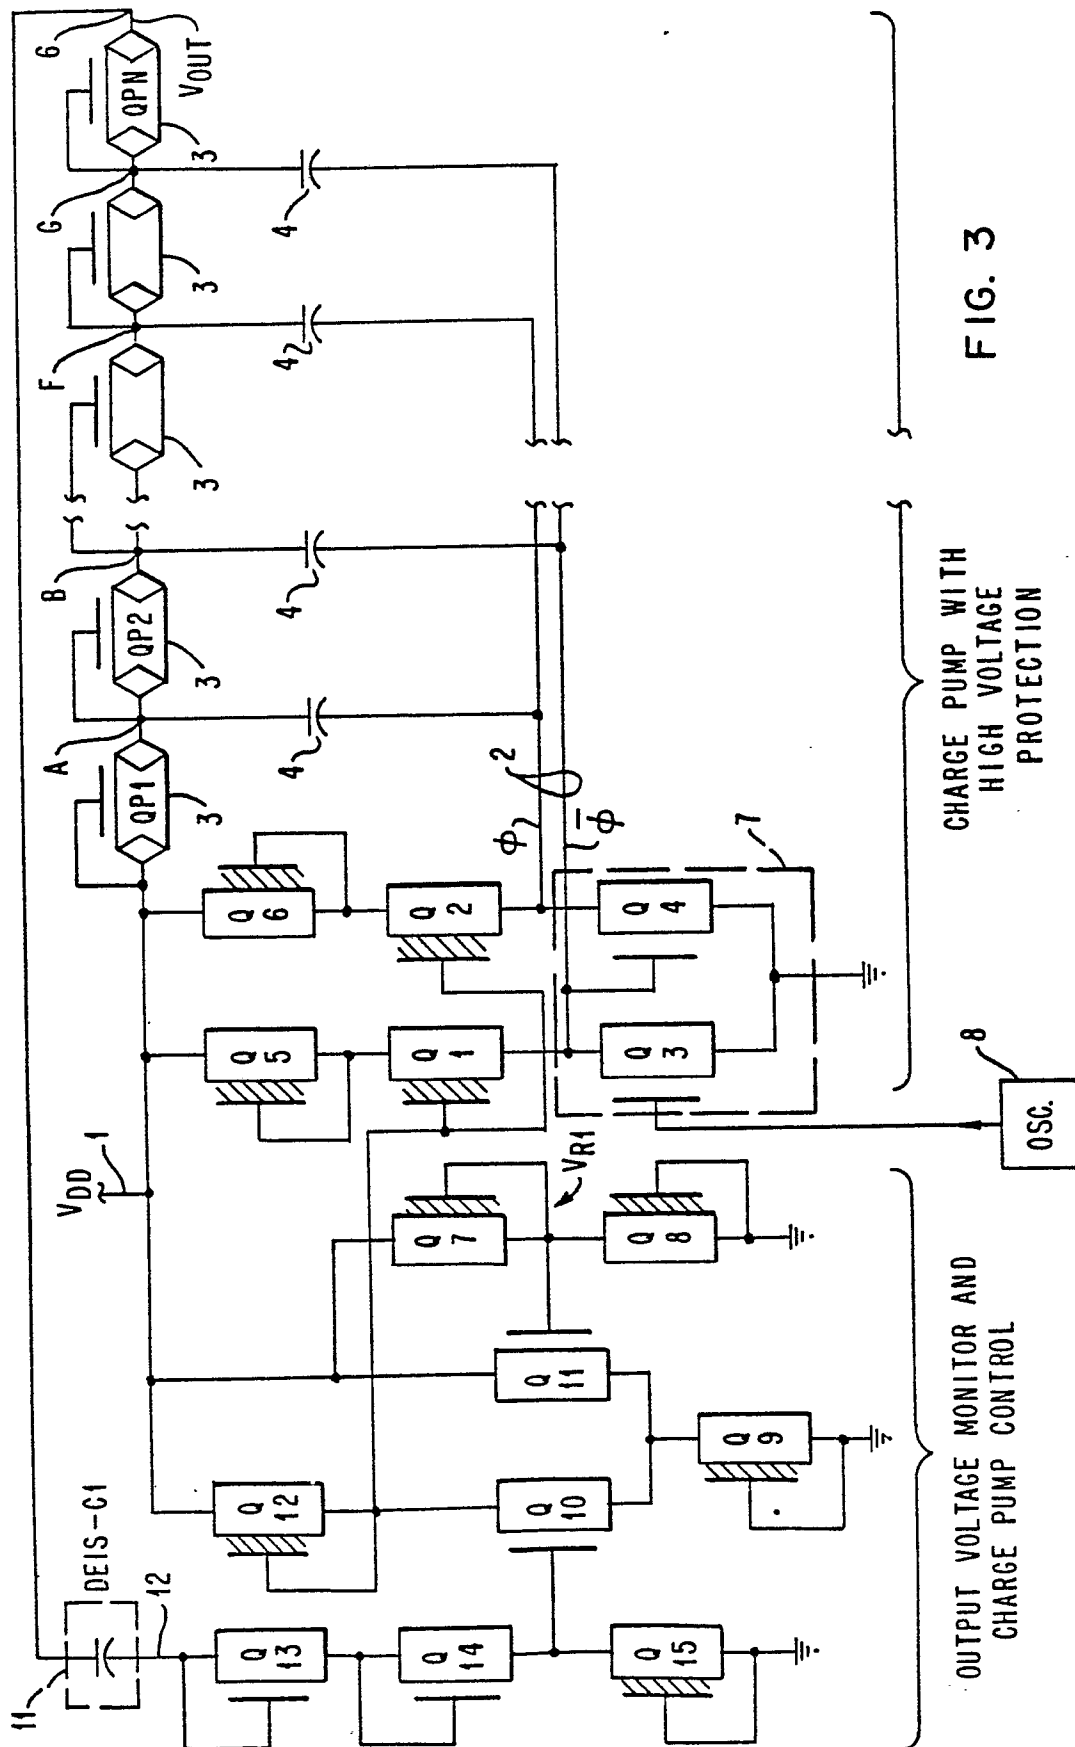 11
DEIS-C1
12
VDD
1
A
B
F
G
6
QP1
QP2
QPN
VOUT
3
3
3
3
3
4
4
4
4
Q 13
Q 14
Q 15
Q 12
Q 10
Q 11
Q 9
Q 7
Q 8
VR1
Q 5
Q 1
Q 3
Q 6
Q 2
Q 4
ϕ
ϕ̅
2
7
OSC.
8
OUTPUT VOLTAGE MONITOR AND
CHARGE PUMP CONTROL
CHARGE PUMP WITH
HIGH VOLTAGE
PROTECTION
FIG. 3